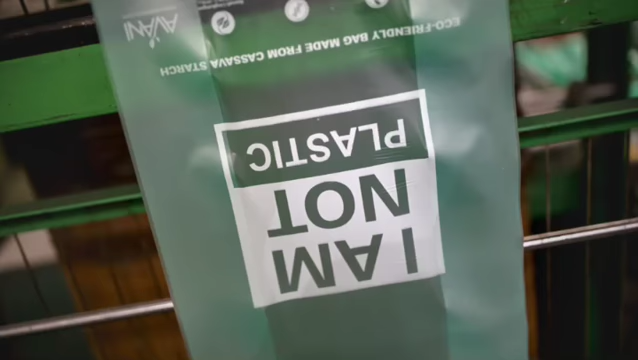 I AM
NOT
PLASTIC
ECO-FRIENDLY BAG MADE FROM CASSAVA STARCH
AVANI